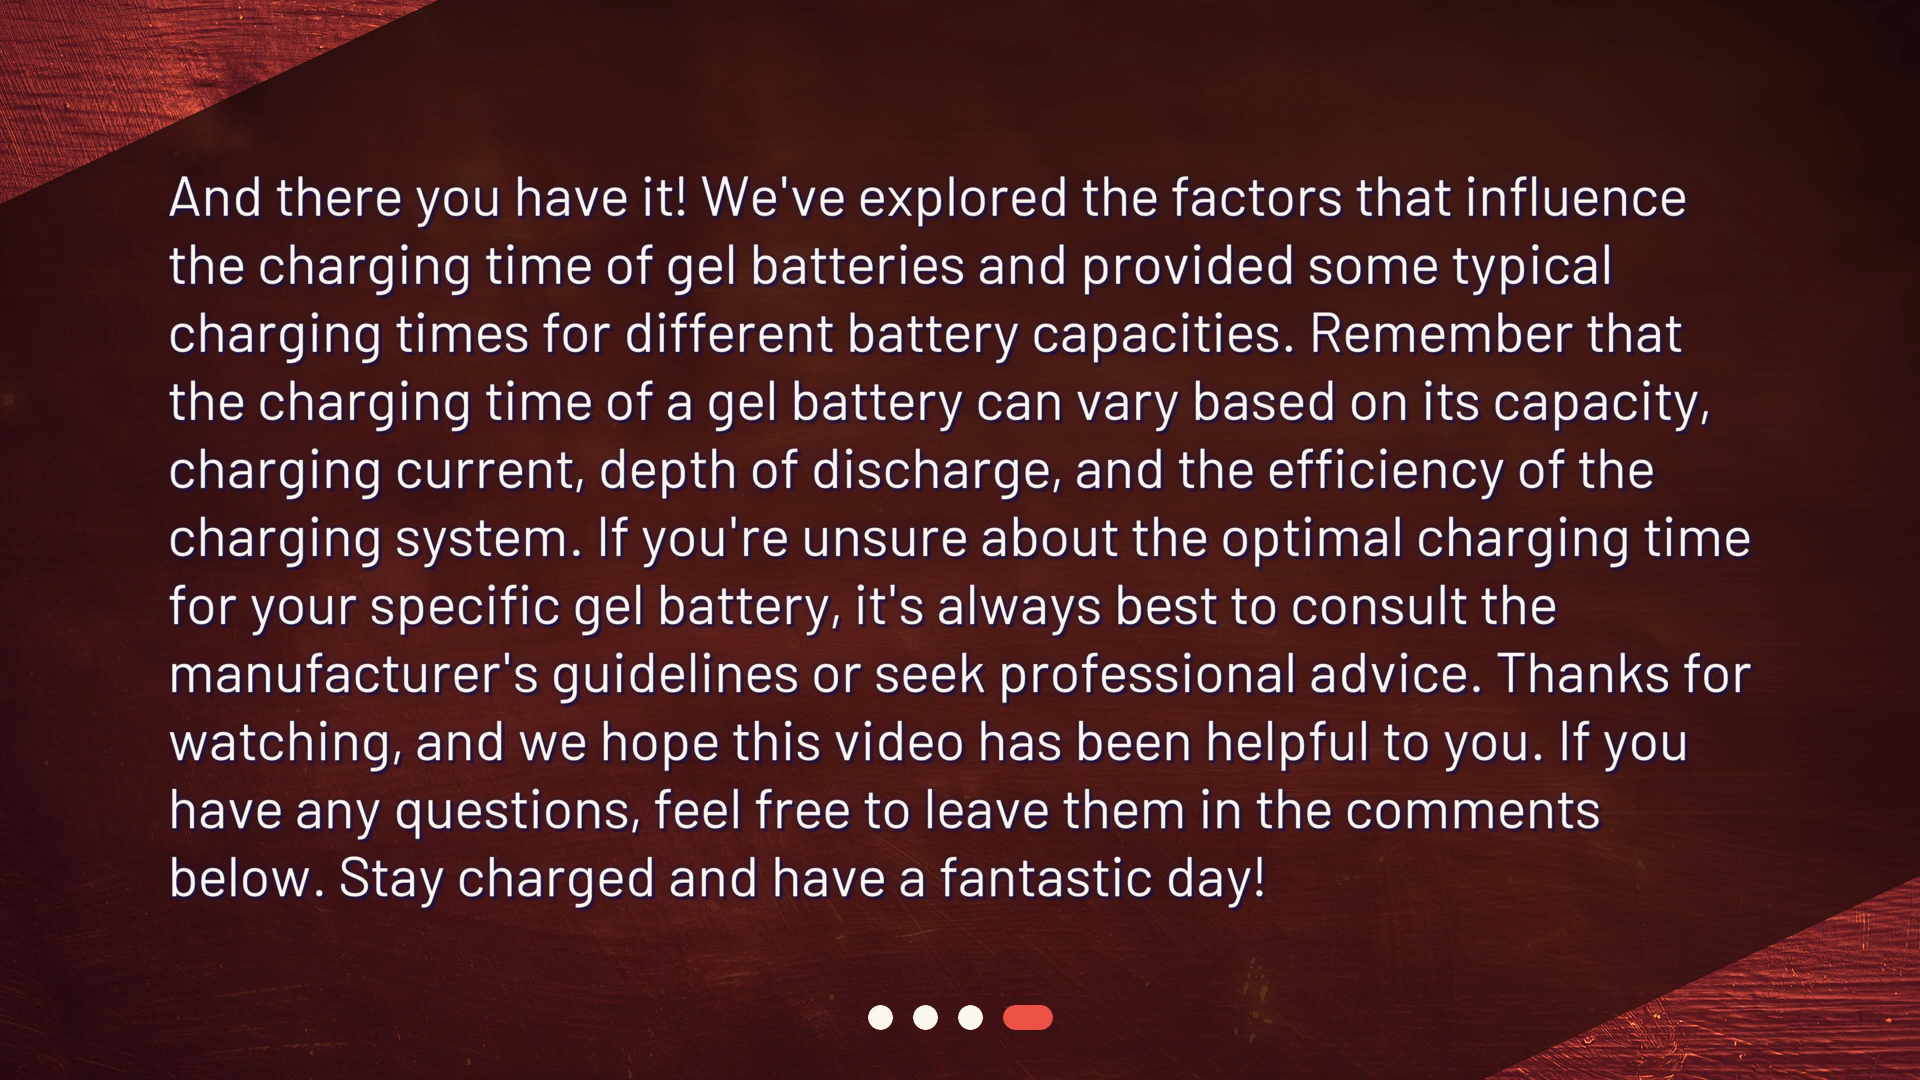 And there you have it! We've explored the factors that influence
the charging time of gel batteries and provided some typical
charging times for different battery capacities. Remember that
the charging time of a gel battery can vary based on its capacity,
charging current, depth of discharge, and the efficiency of the
charging system. If you're unsure about the optimal charging time
for your specific gel battery, it's always best to consult the
manufacturer's guidelines or seek professional advice. Thanks for
watching, and we hope this video has been helpful to you. If you
have any questions, feel free to leave them in the comments
below. Stay charged and have a fantastic day!